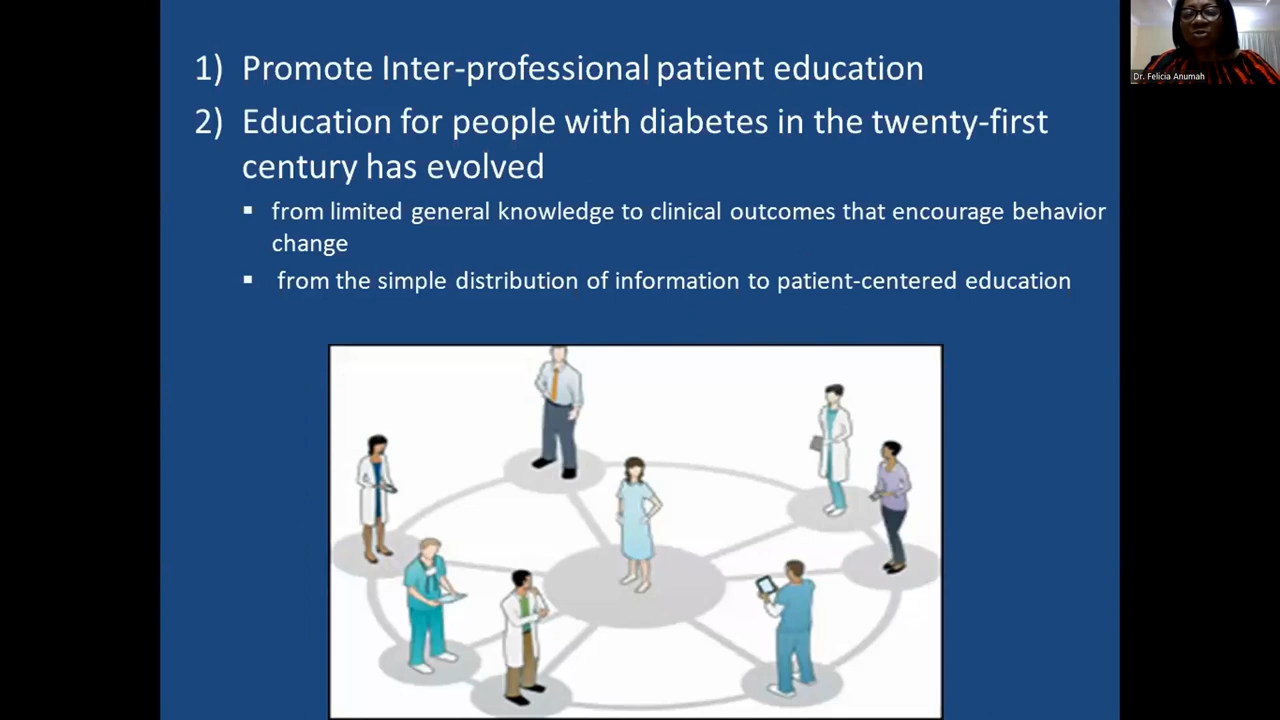 1) Promote Inter-professional patient education
2) Education for people with diabetes in the twenty-first
century has evolved
▪ from limited general knowledge to clinical outcomes that encourage behavior
change
▪ from the simple distribution of information to patient-centered education
Dr. Felicia Anumah